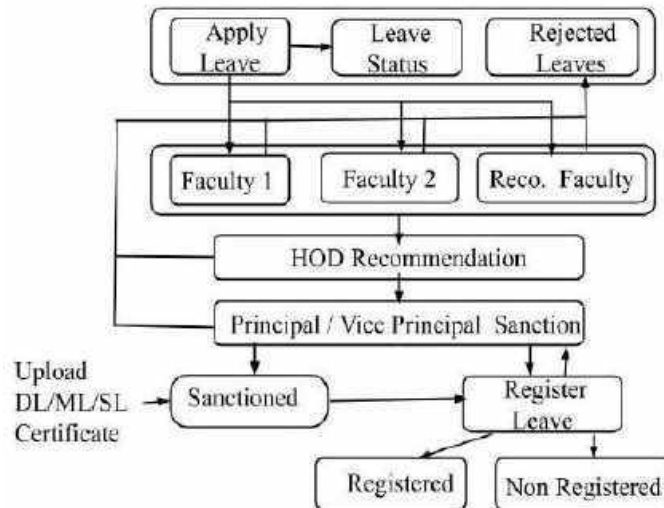 Apply
Leave
Leave
Status
Rejected
Leaves
Faculty 1
Faculty 2
Reco. Faculty
HOD Recommendation
Principal / Vice Principal Sanction
Upload
DL/ML/SL
Certificate
Sanctioned
Register
Leave
Registered
Non Registered